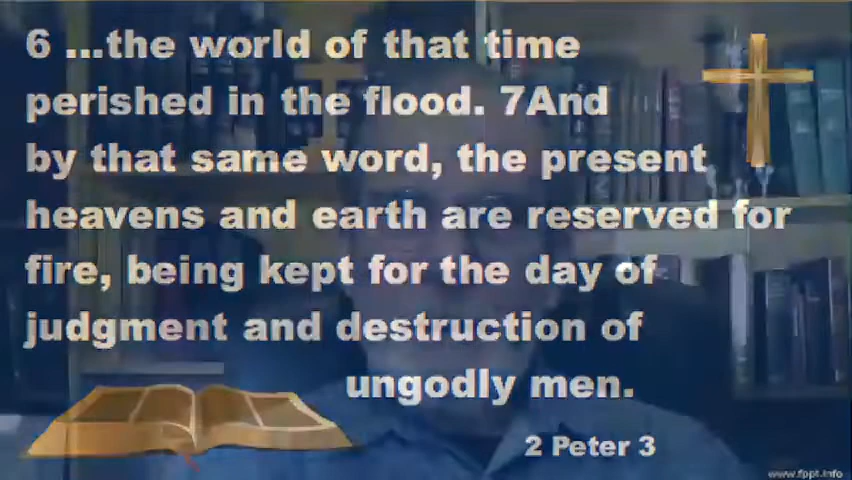 6 ...the world of that time
perished in the flood. 7And
by that same word, the present
heavens and earth are reserved for
fire, being kept for the day of
judgment and destruction of
ungodly men.
2 Peter 3
www.fppt.info